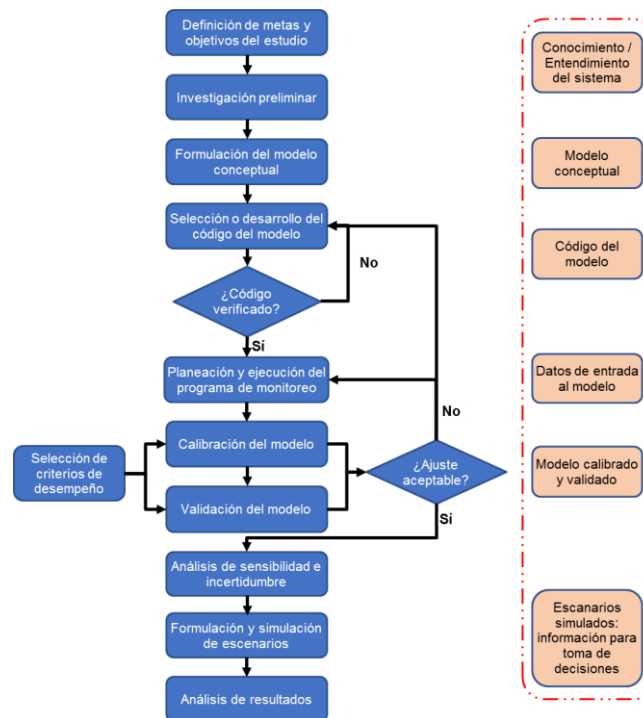 Definición de metas y
objetivos del estudio
Investigación preliminar
Formulación del modelo
conceptual
Selección o desarrollo del
código del modelo
No
¿Código
verificado?
Sí
Planeación y ejecución del
programa de monitoreo
No
Selección de
criterios de
desempeño
Calibración del modelo
Validación del modelo
¿Ajuste
aceptable?
Sí
Análisis de sensibilidad e
incertidumbre
Formulación y simulación
de escenarios
Análisis de resultados
Conocimiento /
Entendimiento
del sistema
Modelo
conceptual
Código del
modelo
Datos de entrada
al modelo
Modelo calibrado
y validado
Escanarios
simulados:
información para
toma de
decisiones